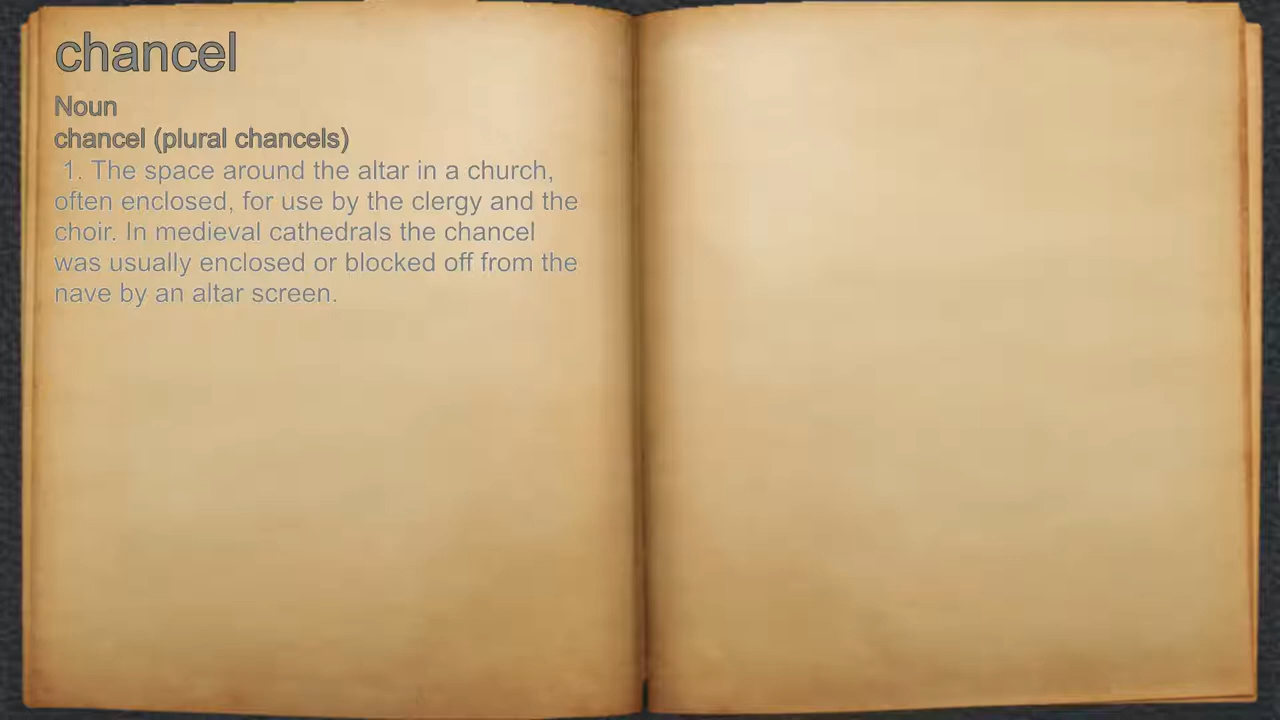 chancel
Noun
chancel (plural chancels)
1. The space around the altar in a church,
often enclosed, for use by the clergy and the
choir. In medieval cathedrals the chancel
was usually enclosed or blocked off from the
nave by an altar screen.